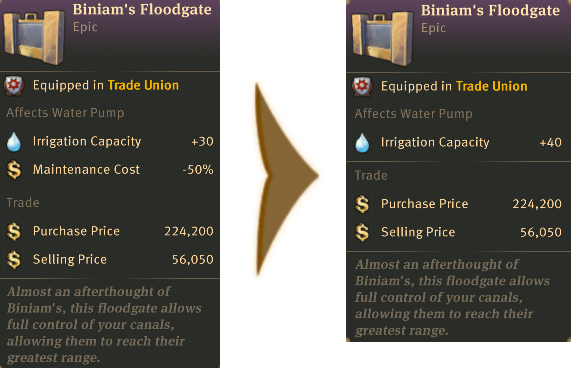 Biniam's Floodgate
Epic
Equipped in Trade Union
Affects Water Pump
Irrigation Capacity +30
Maintenance Cost -50%
Trade
Purchase Price 224,200
Selling Price 56,050
Almost an afterthought of
Biniam's, this floodgate allows
full control of your canals,
allowing them to reach their
greatest range.
Biniam's Floodgate
Epic
Equipped in Trade Union
Affects Water Pump
Irrigation Capacity +40
Trade
Purchase Price 224,200
Selling Price 56,050
Almost an afterthought of
Biniam's, this floodgate allows
full control of your canals,
allowing them to reach their
greatest range.